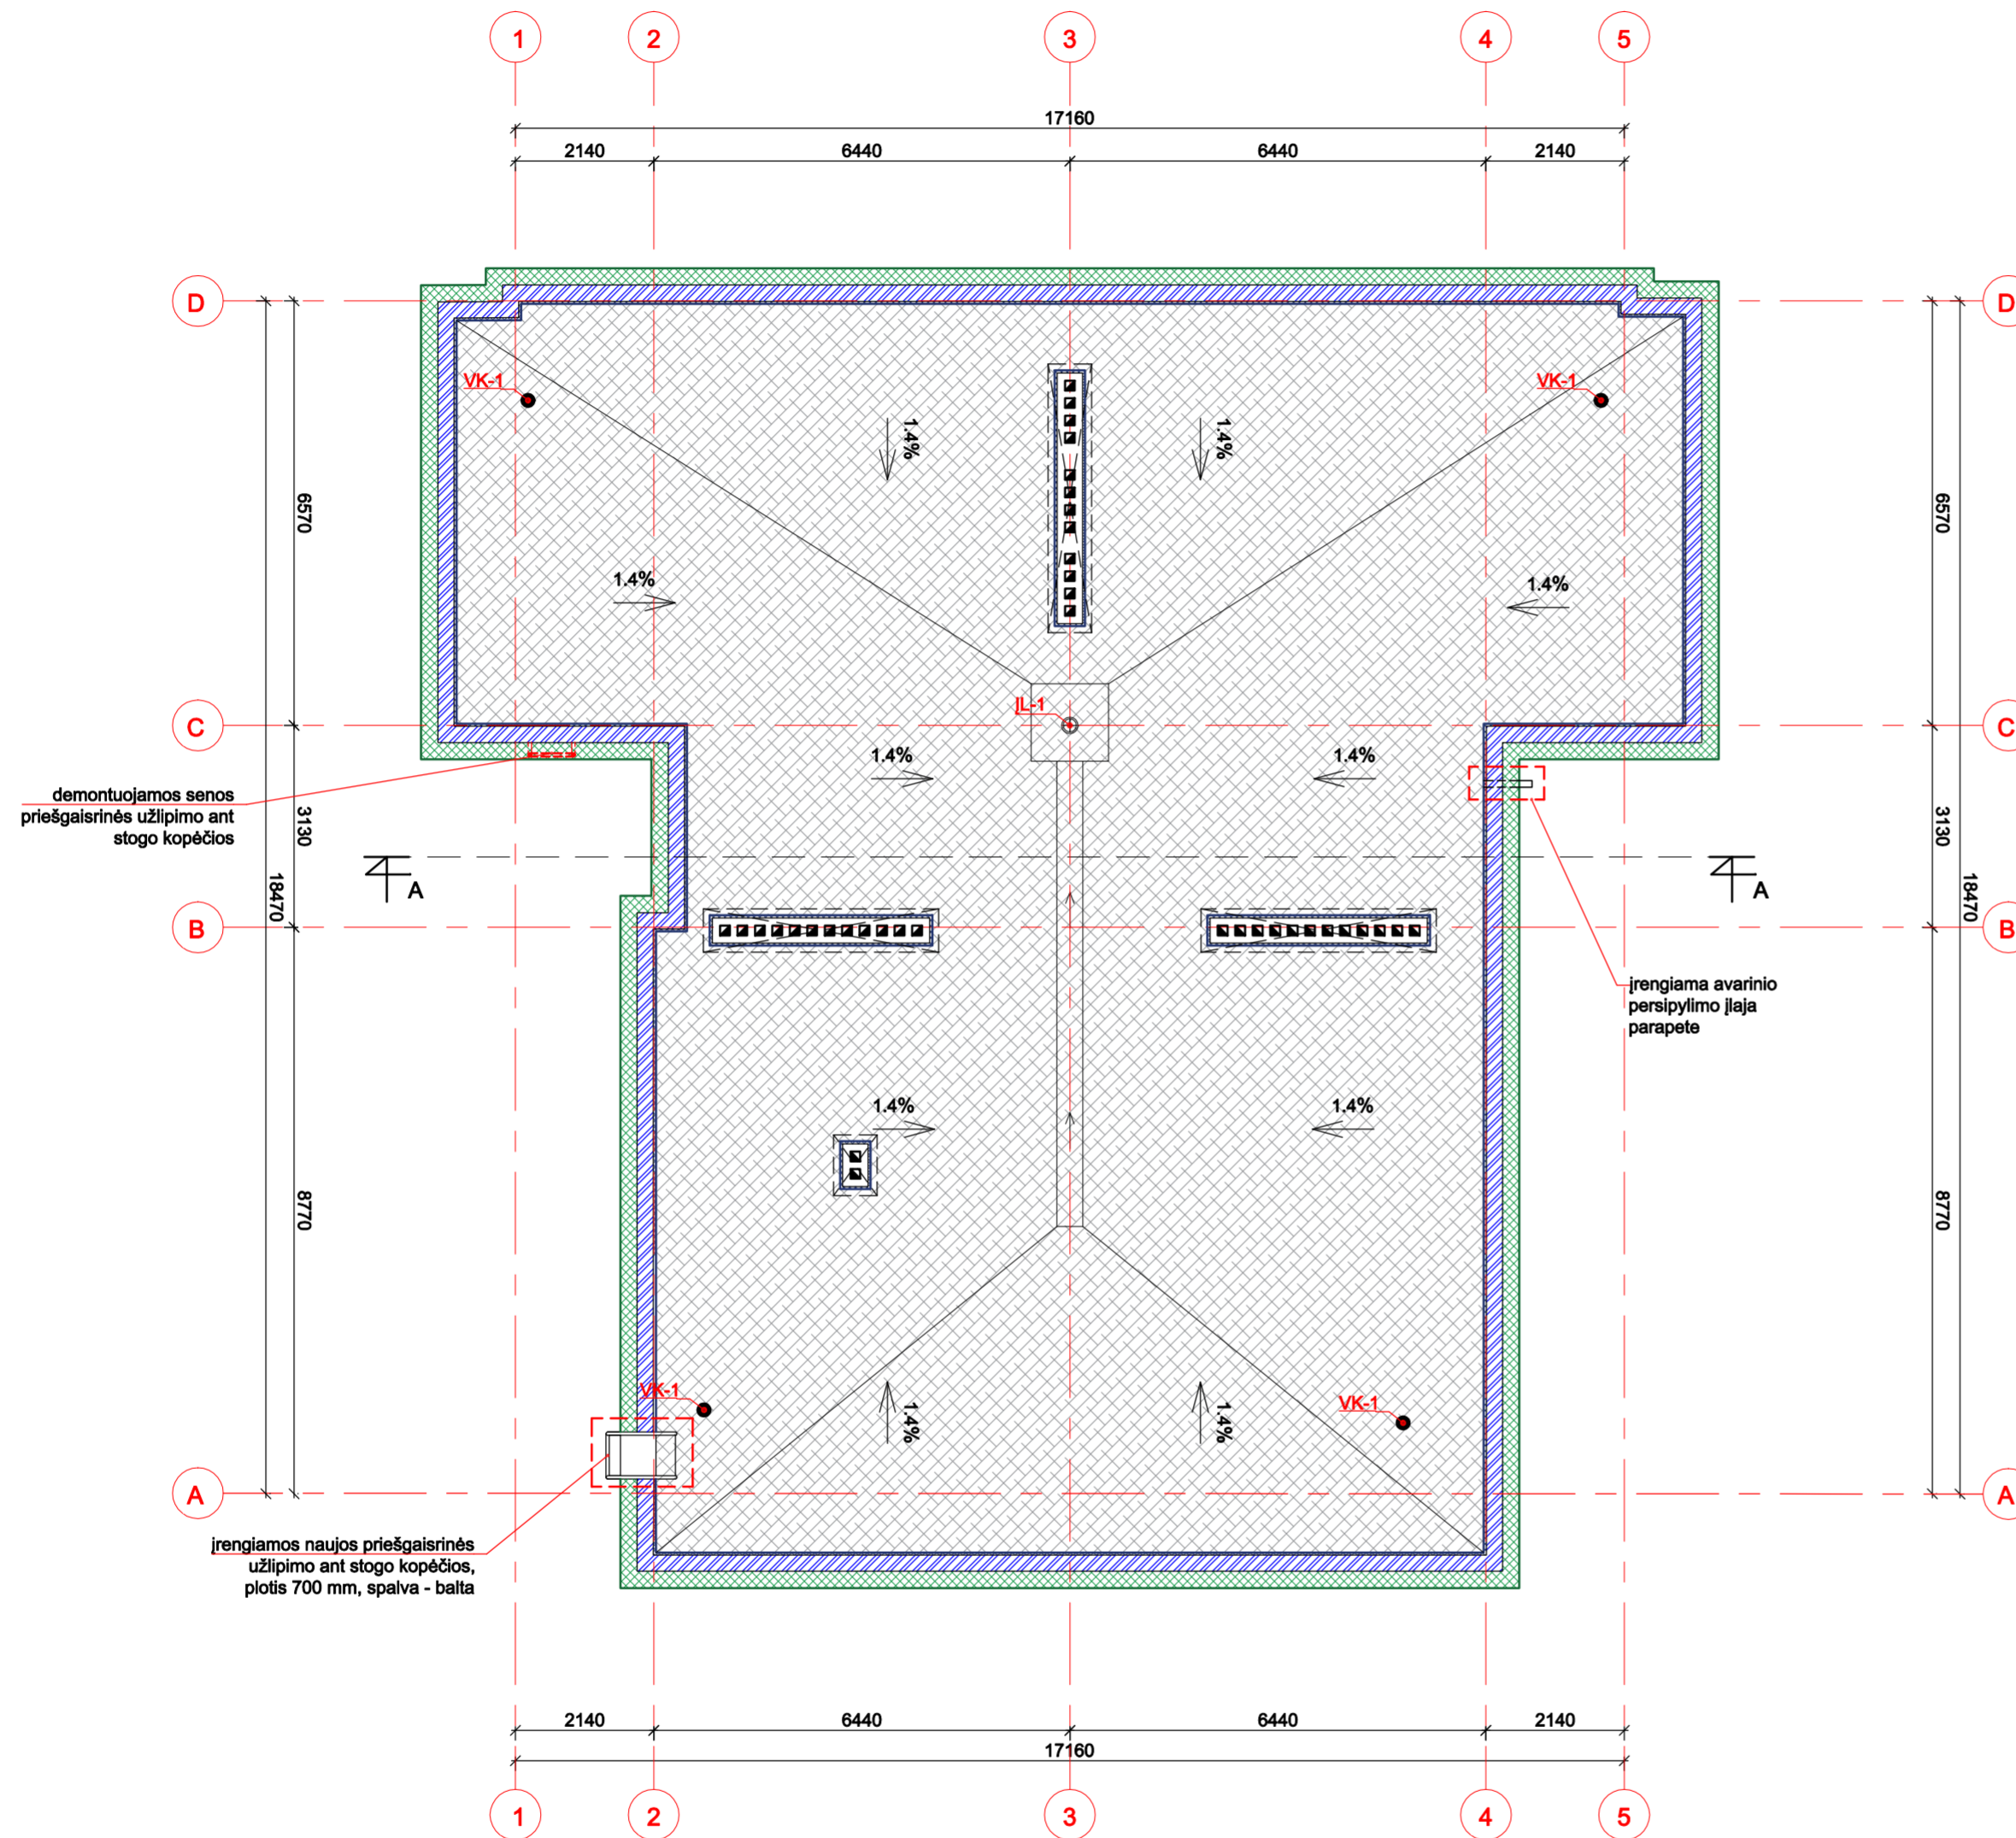 1 2 3 4 5
17160
2140 6440 6440 2140
D D
VK-1 VK-1
1.4% 1.4%
6570 6570
1.4% 1.4%
ĮL-1
C C
1.4% 1.4%
demontuojamos senos
priešgaisrinės užlipimo ant
stogo kopėčios
3130 3130
A A
18470 18470
B B
įrengiama avarinio
persipylimo įlaja
parapete
1.4% 1.4%
8770 8770
VK-1 VK-1
1.4% 1.4%
A A
įrengiamos naujos priešgaisrinės
užlipimo ant stogo kopėčios,
plotis 700 mm, spalva - balta
2140 6440 6440 2140
17160
1 2 3 4 5